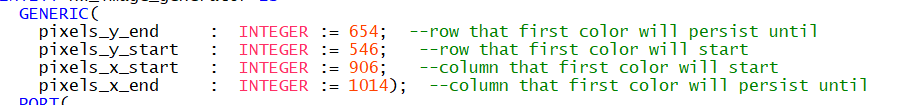 GENERIC(
pixels_y_end : INTEGER := 654; --row that first color will persist until
pixels_y_start : INTEGER := 546; --row that first color will start
pixels_x_start : INTEGER := 906; --column that first color will start
pixels_x_end : INTEGER := 1014); --column that first color will persist until
PORT(